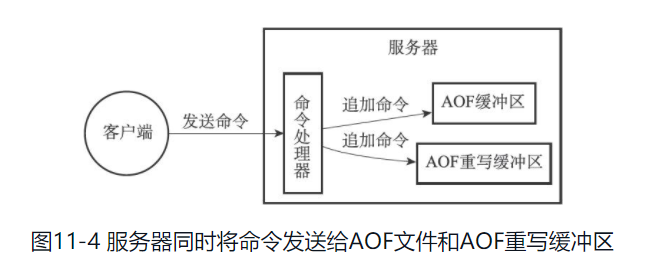 服务器
客户端
发送命令
命令处理器
追加命令
AOF缓冲区
追加命令
AOF重写缓冲区
图11-4 服务器同时将命令发送给AOF文件和AOF重写缓冲区